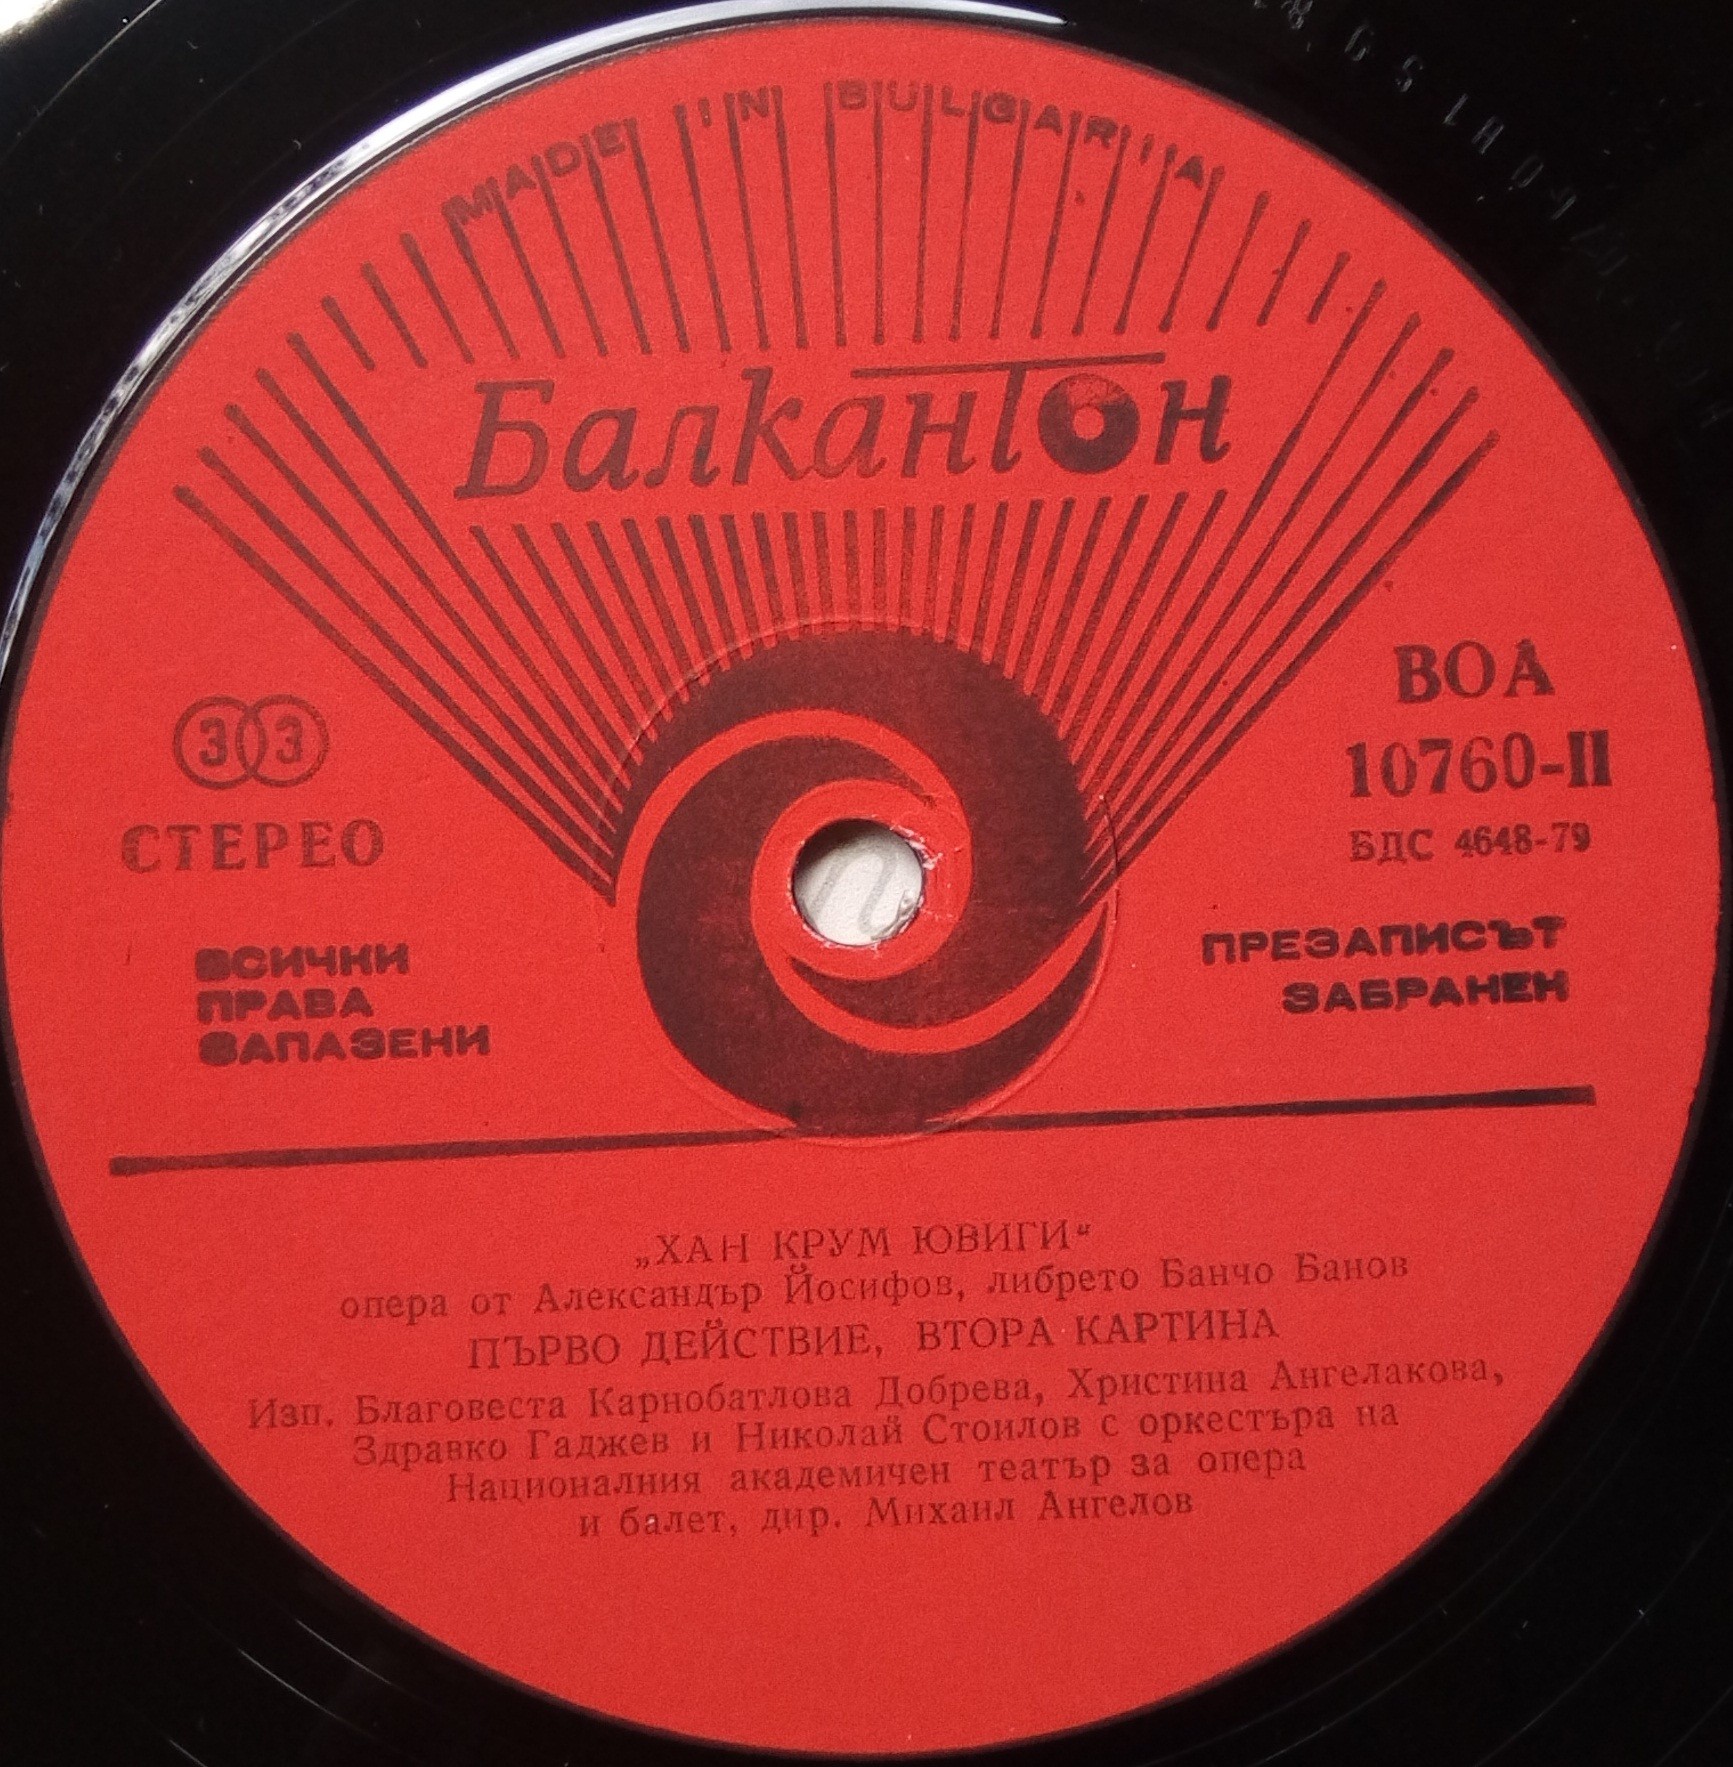 MADE IN BULGARIA
Балкантон
33
СТЕРЕО
ВОА
10760-II
БДС 4648-79
ВСИЧКИ
ПРАВА
ЗАПАЗЕНИ
ПРЕЗАПИСЪТ
ЗАБРАНЕН
„ХАН КРУМ ЮВИГИ“
опера от Александър Йосифов, либрето Банчо Банов
ПЪРВО ДЕЙСТВИЕ, ВТОРА КАРТИНА
Изп. Благовеста Карнобатлова Добрева, Христина Ангелакова,
Здравко Гаджев и Николай Стоилов с оркестъра на
Националния академичен театър за опера
и балет, дир. Михаил Ангелов